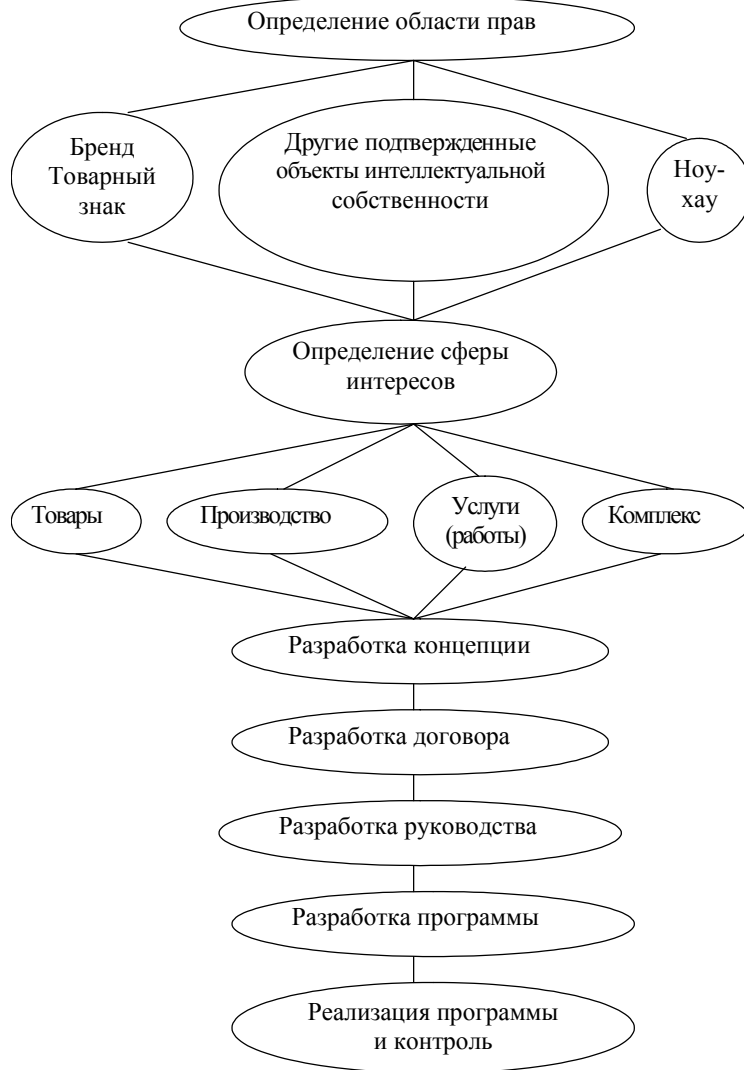 Определение области прав
Бренд
Товарный
знак
Другие подтвержденные
объекты интеллектуальной
собственности
Ноу-
хау
Определение сферы
интересов
Товары
Производство
Услуги
(работы)
Комплекс
Разработка концепции
Разработка договора
Разработка руководства
Разработка программы
Реализация программы
и контроль